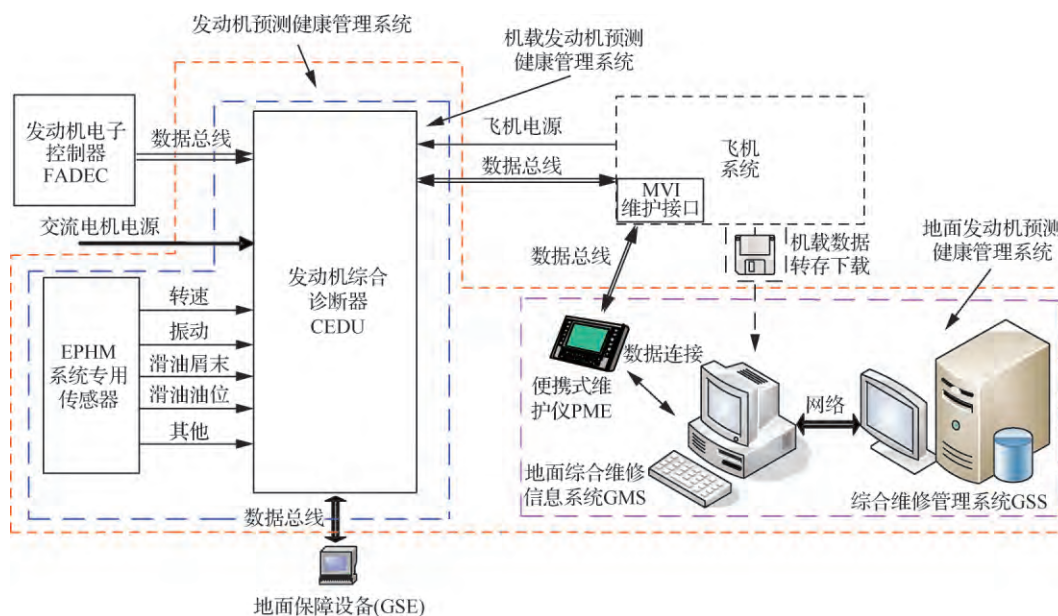 发动机预测健康管理系统
机载发动机预测
健康管理系统
发动机电子
控制器
FADEC
数据总线
飞机电源
数据总线
飞机
系统
MVI
维护接口
交流电机电源
数据总线
机载数据
转存下载
地面发动机预测
健康管理系统
发动机综合
诊断器
CEDU
EPHM
系统专用
传感器
转速
振动
滑油屑末
滑油油位
其他
数据连接
便携式维
护仪PME
网络
地面综合维修
信息系统GMS
综合维修管理系统GSS
数据总线
地面保障设备(GSE)